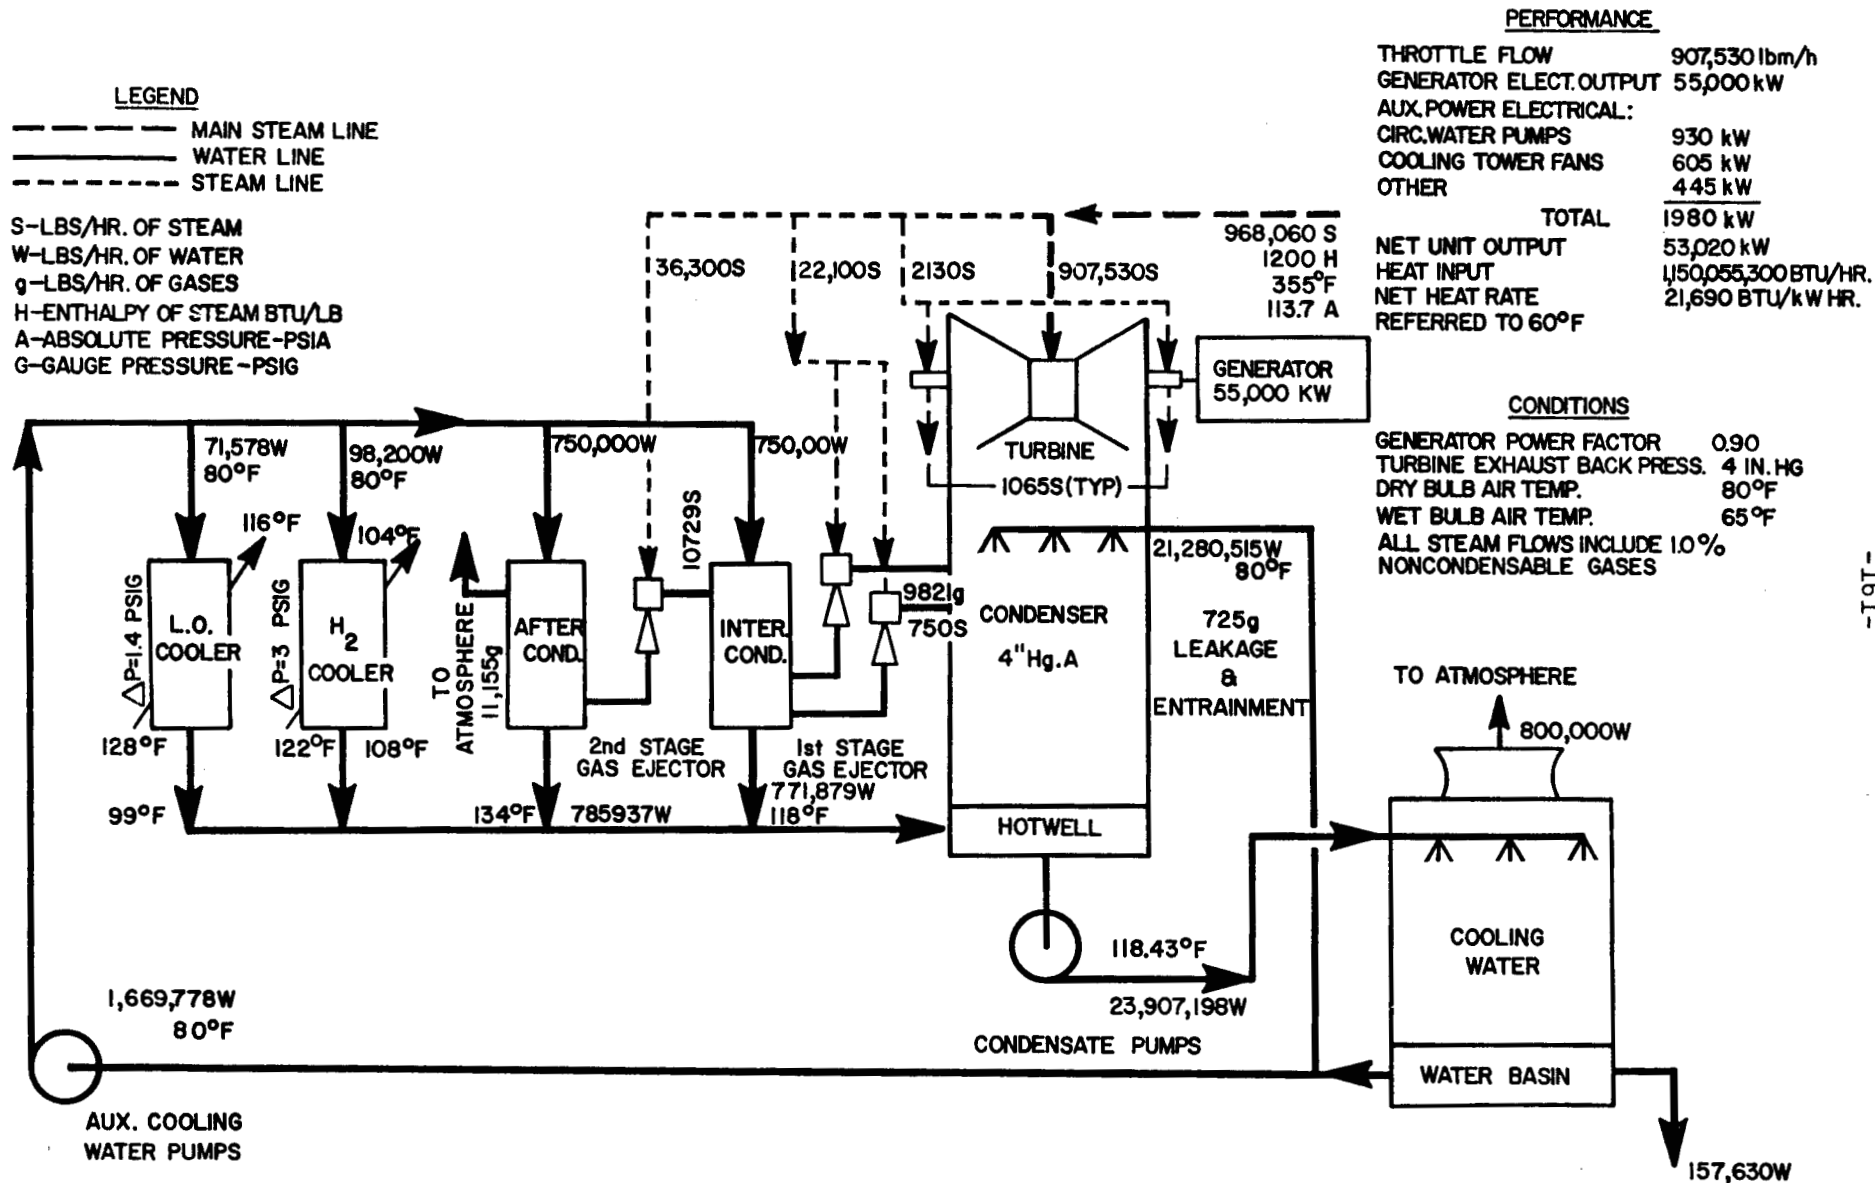 PERFORMANCE
THROTTLE FLOW 907,530 lbm/h
GENERATOR ELECT. OUTPUT 55,000 kW
AUX. POWER ELECTRICAL:
CIRC. WATER PUMPS 930 kW
COOLING TOWER FANS 605 kW
OTHER 445 kW
TOTAL 1980 kW
NET UNIT OUTPUT 53,020 kW
HEAT INPUT 1,150,055,300 BTU/HR.
NET HEAT RATE 21,690 BTU/kW HR.
REFERRED TO 60°F
LEGEND
MAIN STEAM LINE
WATER LINE
STEAM LINE
S-LBS/HR. OF STEAM
W-LBS/HR. OF WATER
g-LBS/HR. OF GASES
H-ENTHALPY OF STEAM BTU/LB
A-ABSOLUTE PRESSURE-PSIA
G-GAUGE PRESSURE-PSIG
36,300S
22,100S
2130S
907,530S
968,060 S
1200 H
355°F
113.7 A
GENERATOR
55,000 KW
CONDITIONS
GENERATOR POWER FACTOR 0.90
TURBINE EXHAUST BACK PRESS. 4 IN. HG
DRY BULB AIR TEMP. 80°F
WET BULB AIR TEMP. 65°F
ALL STEAM FLOWS INCLUDE 1.0%
NONCONDENSABLE GASES
-161-
71,578W
80°F
98,200W
80°F
750,000W
750,00W
TURBINE
1065S (TYP)
116°F
104°F
10729S
21,280,515W
80°F
ΔP=1.4 PSIG
L.O.
COOLER
ΔP=3 PSIG
H2
COOLER
TO
ATMOSPHERE
11,155g
AFTER
COND.
INTER.
COND.
9821g
750S
CONDENSER
4"Hg.A
725g
LEAKAGE
&
ENTRAINMENT
128°F
122°F
108°F
2nd STAGE
GAS EJECTOR
1st STAGE
GAS EJECTOR
99°F
134°F
785937W
771,879W
118°F
HOTWELL
TO ATMOSPHERE
800,000W
COOLING
WATER
118.43°F
23,907,198W
1,669,778W
80°F
CONDENSATE PUMPS
WATER BASIN
AUX. COOLING
WATER PUMPS
157,630W